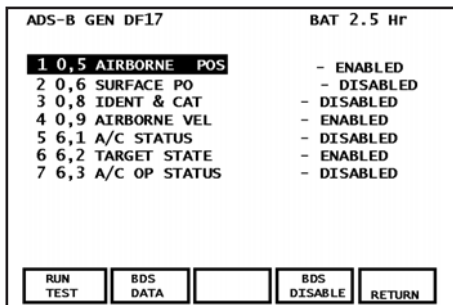 ADS-B GEN DF17 BAT 2.5 Hr
1 0,5 AIRBORNE POS - ENABLED
2 0,6 SURFACE PO - DISABLED
3 0,8 IDENT & CAT - DISABLED
4 0,9 AIRBORNE VEL - ENABLED
5 6,1 A/C STATUS - DISABLED
6 6,2 TARGET STATE - ENABLED
7 6,3 A/C OP STATUS - DISABLED
RUN TEST
BDS DATA
BDS DISABLE
RETURN